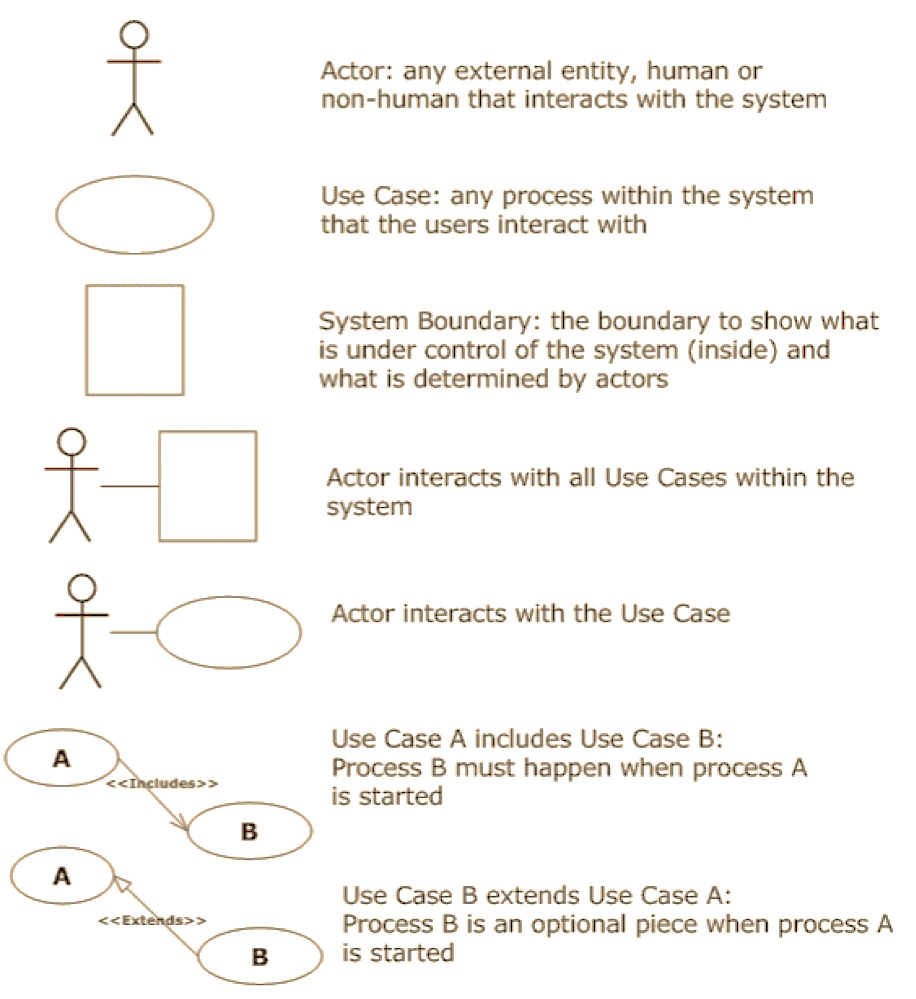 Actor: any external entity, human or
non-human that interacts with the system
Use Case: any process within the system
that the users interact with
System Boundary: the boundary to show what
is under control of the system (inside) and
what is determined by actors
Actor interacts with all Use Cases within the
system
Actor interacts with the Use Case
A
<<Includes>>
B
Use Case A includes Use Case B:
Process B must happen when process A
is started
A
<<Extends>>
B
Use Case B extends Use Case A:
Process B is an optional piece when process A
is started